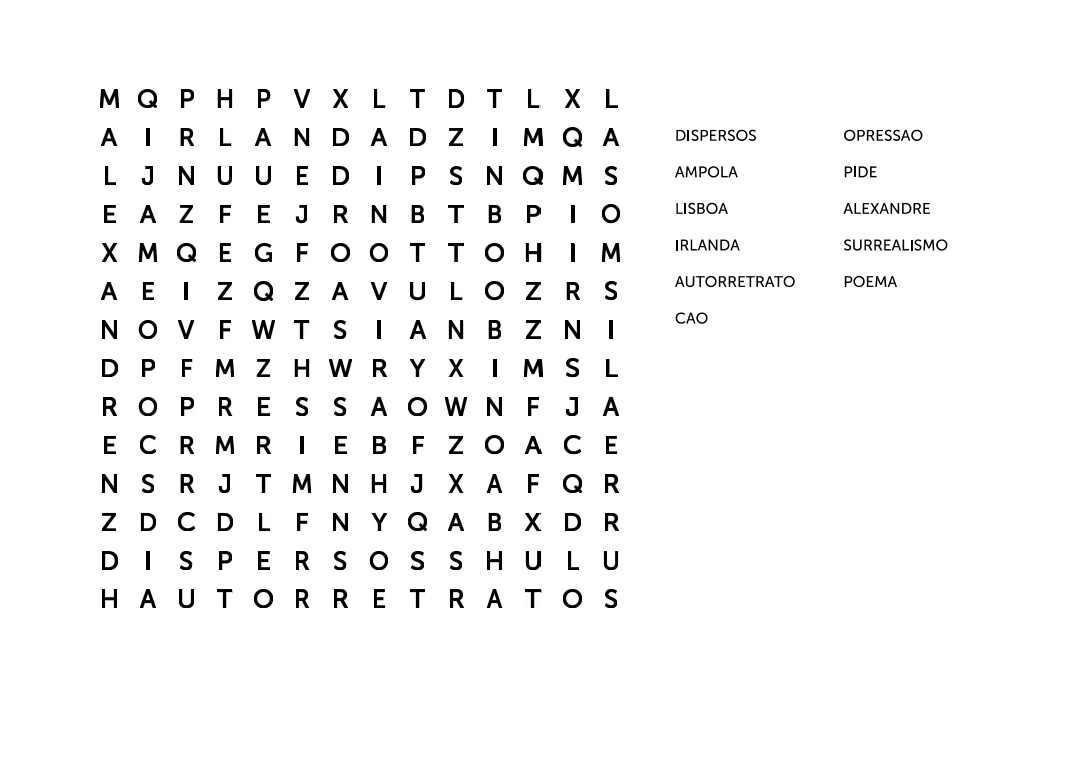 M Q P H P V X L T D T L X L
A I R L A N D A D Z I M Q A
L J N U U E D I P S N Q M S
E A Z F E J R N B T B P I O
X M Q E G F O O T T O H I M
A E I Z Q Z A V U L O Z R S
N O V F W T S I A N B Z N I
D P F M Z H W R Y X I M S L
R O P R E S S A O W N F J A
E C R M R I E B F Z O A C E
N S R J T M N H J X A F Q R
Z D C D L F N Y Q A B X D R
D I S P E R S O S S H U L U
H A U T O R R E T R A T O S
DISPERSOS OPRESSAO
AMPOLA PIDE
LISBOA ALEXANDRE
IRLANDA SURREALISMO
AUTORRETRATO POEMA
CAO